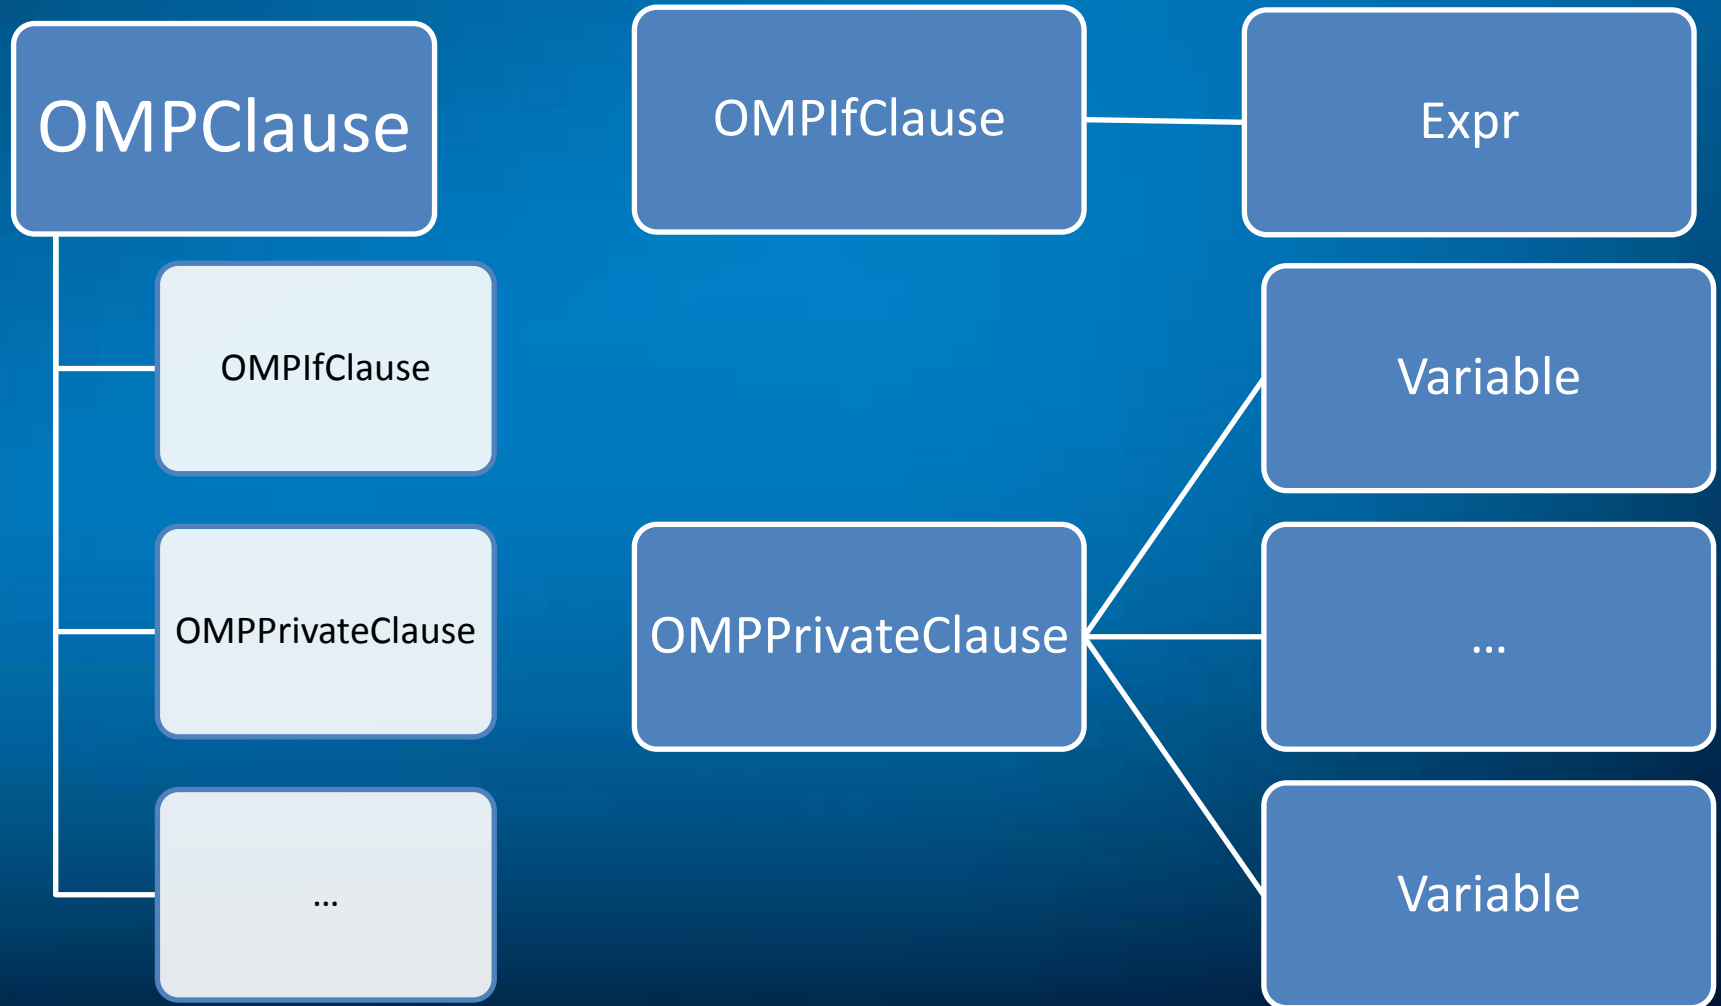 OMPClause
OMPIfClause
OMPPrivateClause
...
OMPIfClause
Expr
OMPPrivateClause
Variable
...
Variable